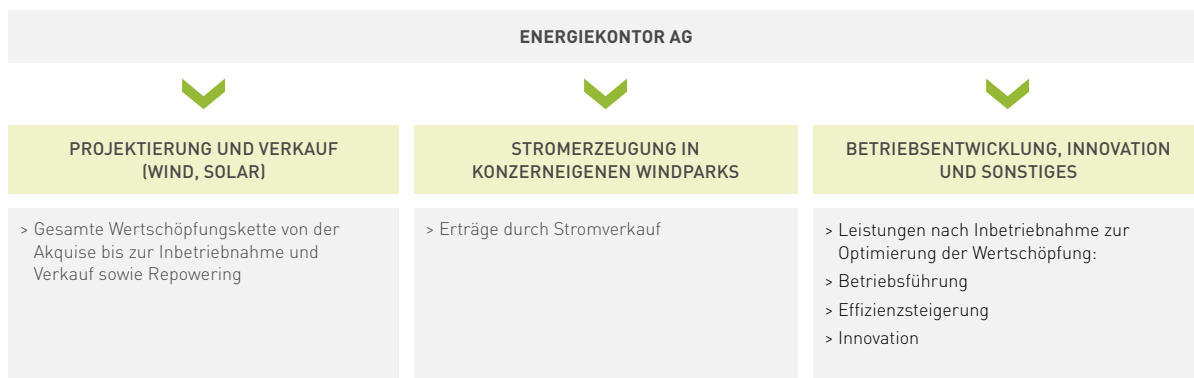 ENERGIEKONTOR AG
PROJEKTIERUNG UND VERKAUF
(WIND, SOLAR)
> Gesamte Wertschöpfungskette von der
Akquise bis zur Inbetriebnahme und
Verkauf sowie Repowering
STROMERZEUGUNG IN
KONZERNEIGENEN WINDPARKS
> Erträge durch Stromverkauf
BETRIEBSENTWICKLUNG, INNOVATION
UND SONSTIGES
> Leistungen nach Inbetriebnahme zur
Optimierung der Wertschöpfung:
> Betriebsführung
> Effizienzsteigerung
> Innovation